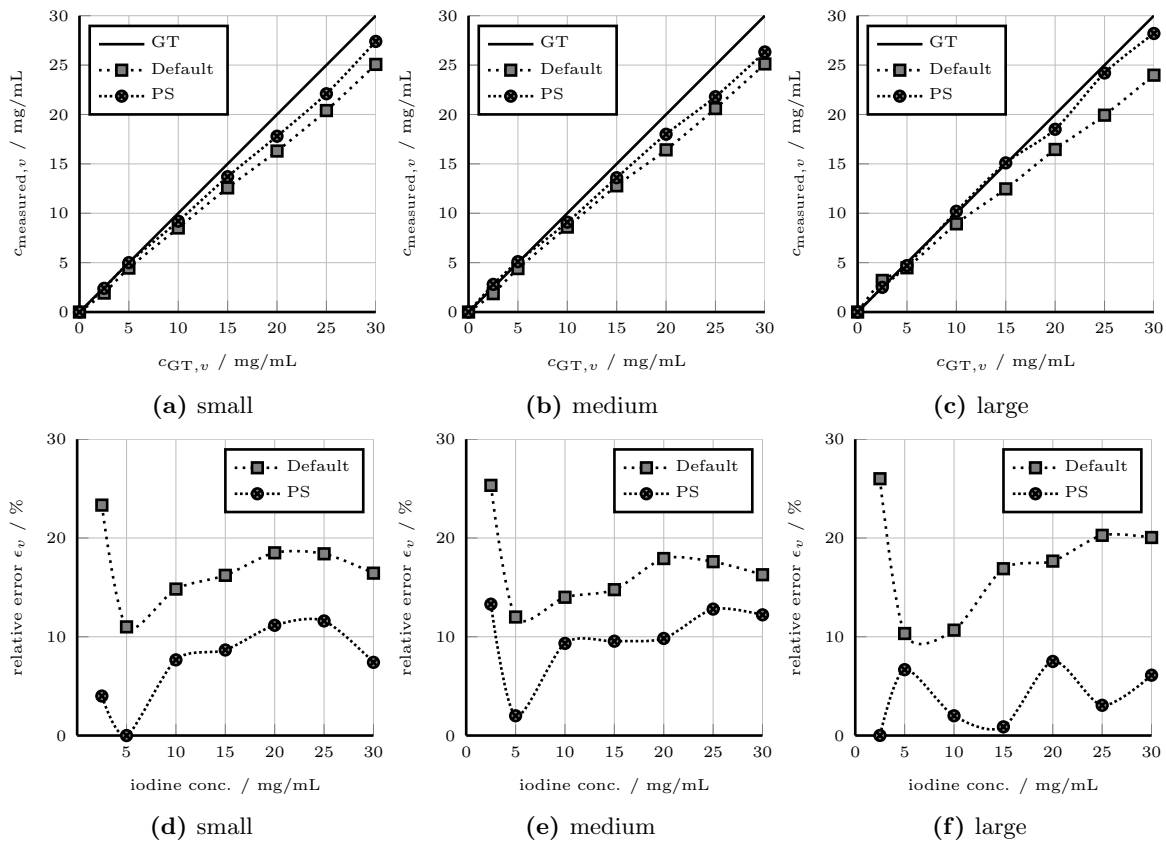 30
25
20
15
10
5
0
c_measured,v / mg/mL
GT
Default
PS
0 5 10 15 20 25 30
c_GT,v / mg/mL
(a) small
30
25
20
15
10
5
0
c_measured,v / mg/mL
GT
Default
PS
0 5 10 15 20 25 30
c_GT,v / mg/mL
(b) medium
30
25
20
15
10
5
0
c_measured,v / mg/mL
GT
Default
PS
0 5 10 15 20 25 30
c_GT,v / mg/mL
(c) large
30
20
10
0
relative error ϵ_v / %
Default
PS
5 10 15 20 25 30
iodine conc. / mg/mL
(d) small
30
20
10
0
relative error ϵ_v / %
Default
PS
0 5 10 15 20 25 30
iodine conc. / mg/mL
(e) medium
30
20
10
0
relative error ϵ_v / %
Default
PS
0 5 10 15 20 25 30
iodine conc. / mg/mL
(f) large